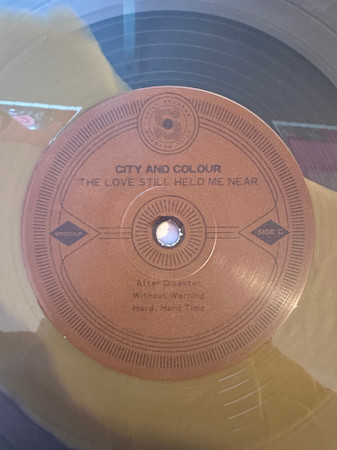 CITY AND COLOUR
THE LOVE STILL HELD ME NEAR
SIDE C
After Disaster
Without Warning
Hard, Hard Time